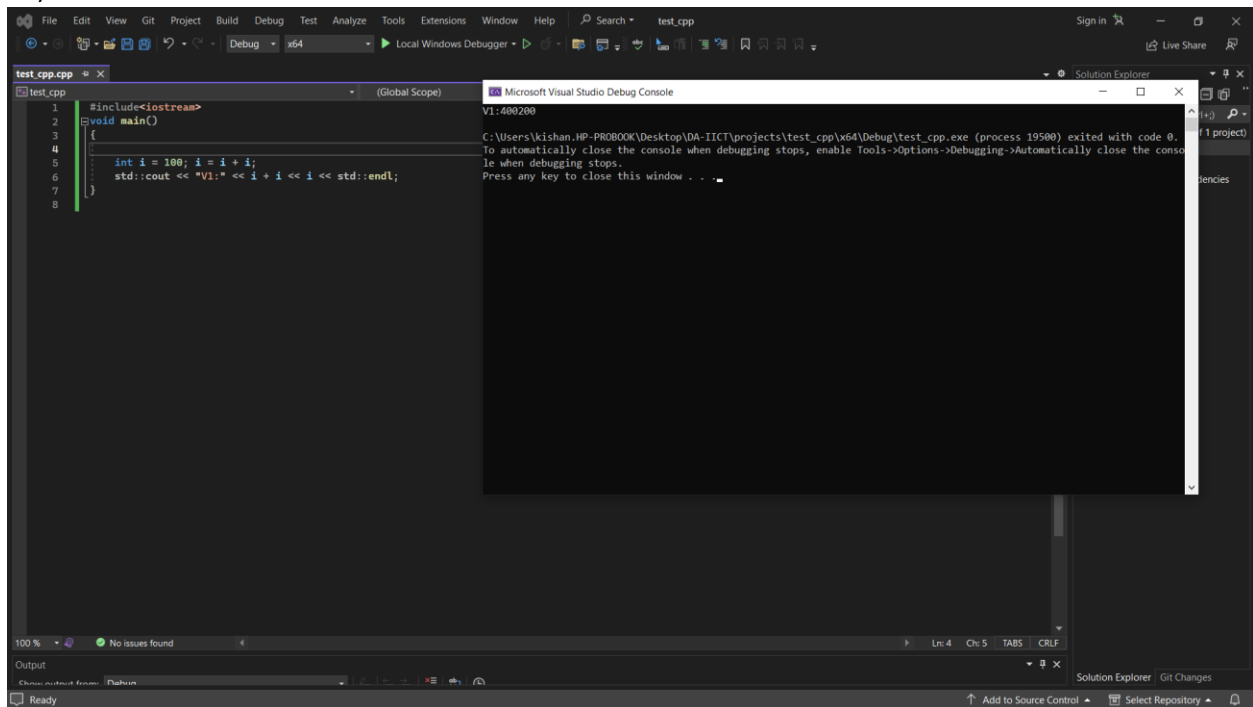 File Edit View Git Project Build Debug Test Analyze Tools Extensions Window Help Search test_cpp Sign in
Debug x64 Local Windows Debugger Live Share
test_cpp.cpp Solution Explorer
test_cpp (Global Scope) Microsoft Visual Studio Debug Console
1 #include<iostream>
2 void main()
3 {
4
5 int i = 100; i = i + i;
6 std::cout << "V1:" << i + i << i << std::endl;
7 }
8
V1:400200
C:\Users\kishan.HP-PROBOOK\Desktop\DA-IICT\projects\test_cpp\x64\Debug\test_cpp.exe (process 19500) exited with code 0.
To automatically close the console when debugging stops, enable Tools->Options->Debugging->Automatically close the conso
le when debugging stops.
Press any key to close this window . . .
f 1 project)
dencies
100 % No issues found Ln: 4 Ch: 5 TABS CRLF
Output
Show output from: Debug
Solution Explorer Git Changes
Ready Add to Source Control Select Repository